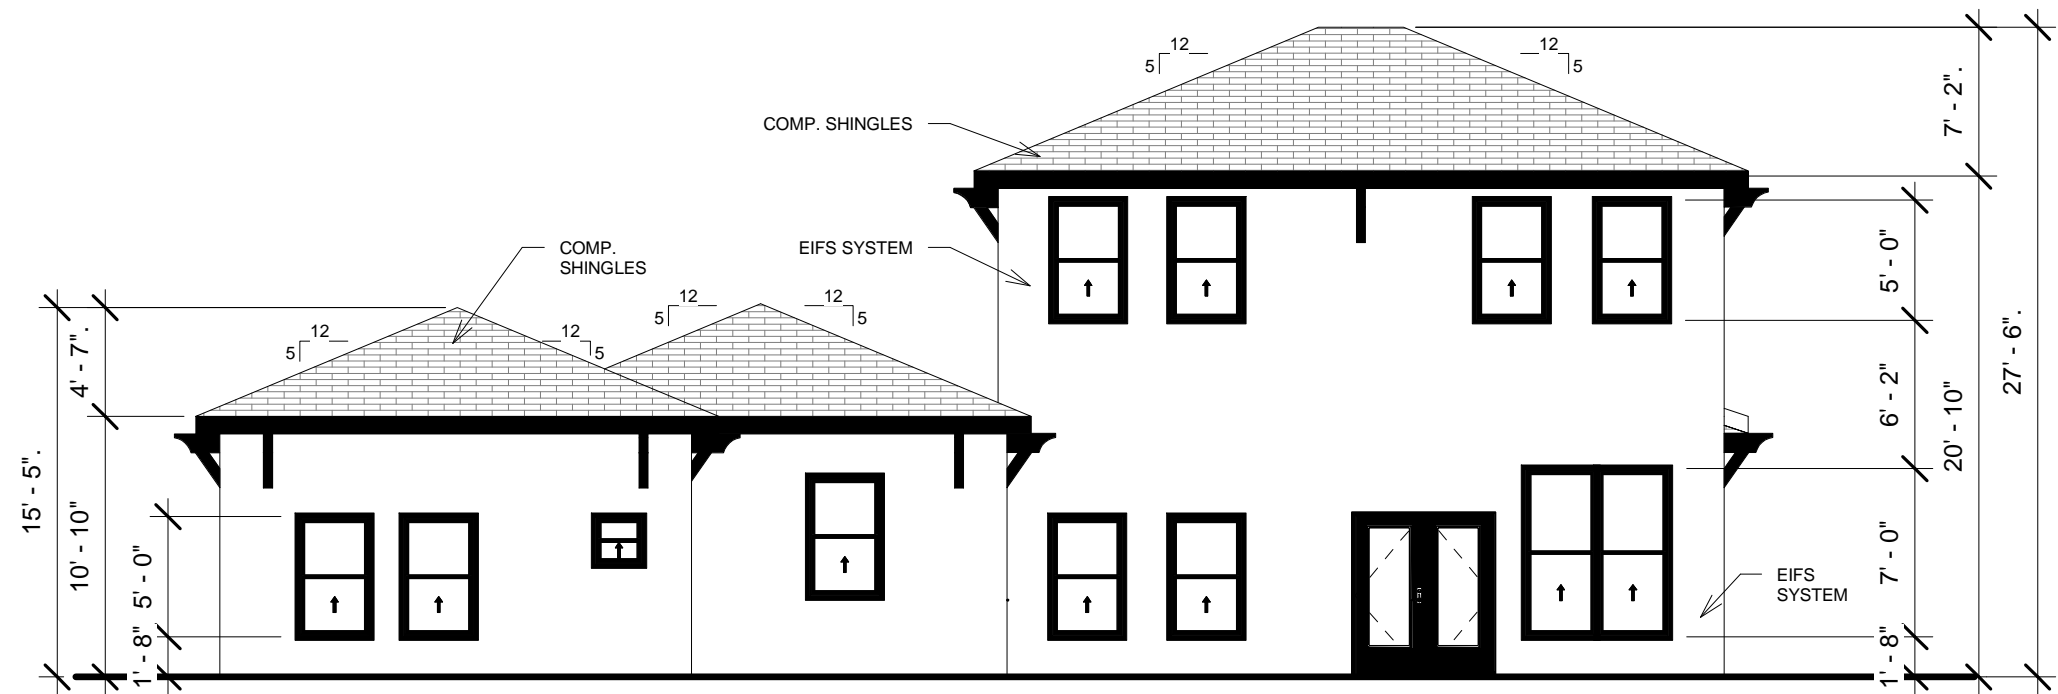 12
5
12
5
7' - 2".
COMP. SHINGLES
EIFS SYSTEM
COMP.
SHINGLES
12
5
12
5
12
5
12
5
5' - 0"
6' - 2"
20' - 10"
27' - 6".
4' - 7".
15' - 5".
10' - 10"
5' - 0"
1' - 8"
7' - 0"
1' - 8"
EIFS
SYSTEM